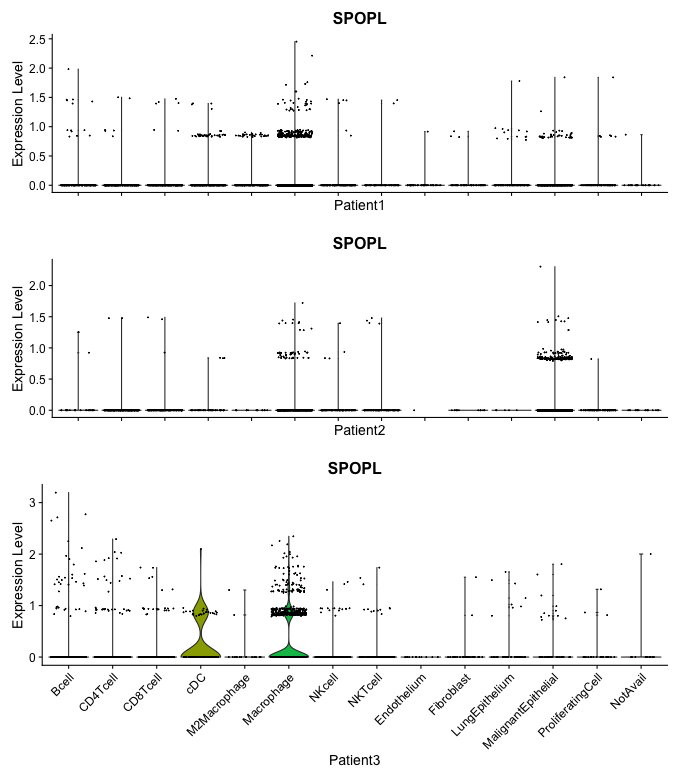 SPOPL
Expression Level
2.5
2.0
1.5
1.0
0.5
0.0
Patient1
SPOPL
Expression Level
2.0
1.5
1.0
0.5
0.0
Patient2
SPOPL
Expression Level
3
2
1
0
Bcell
CD4Tcell
CD8Tcell
cDC
M2Macrophage
Macrophage
NKcell
NKTcell
Endothelium
Fibroblast
LungEpithelium
MalignantEpithelial
ProliferatingCell
NotAvail
Patient3